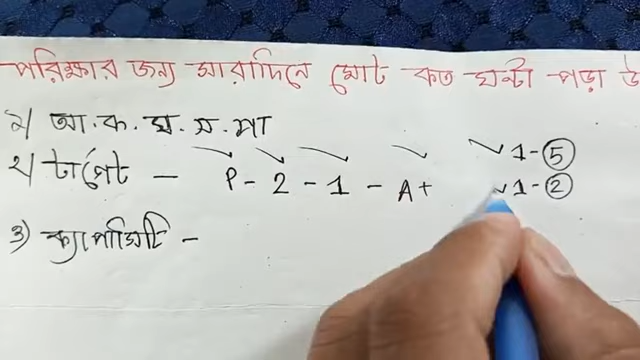 পরিক্ষার জন্য সারাদিনে মোট কত ঘন্টা পড়া উ
১। আ.ক.ঘ.ন.মা
২। টার্গেট - P - 2 - 1 - A+ 1 - 5
1 - 2
৩) ক্যাপাসিটি -